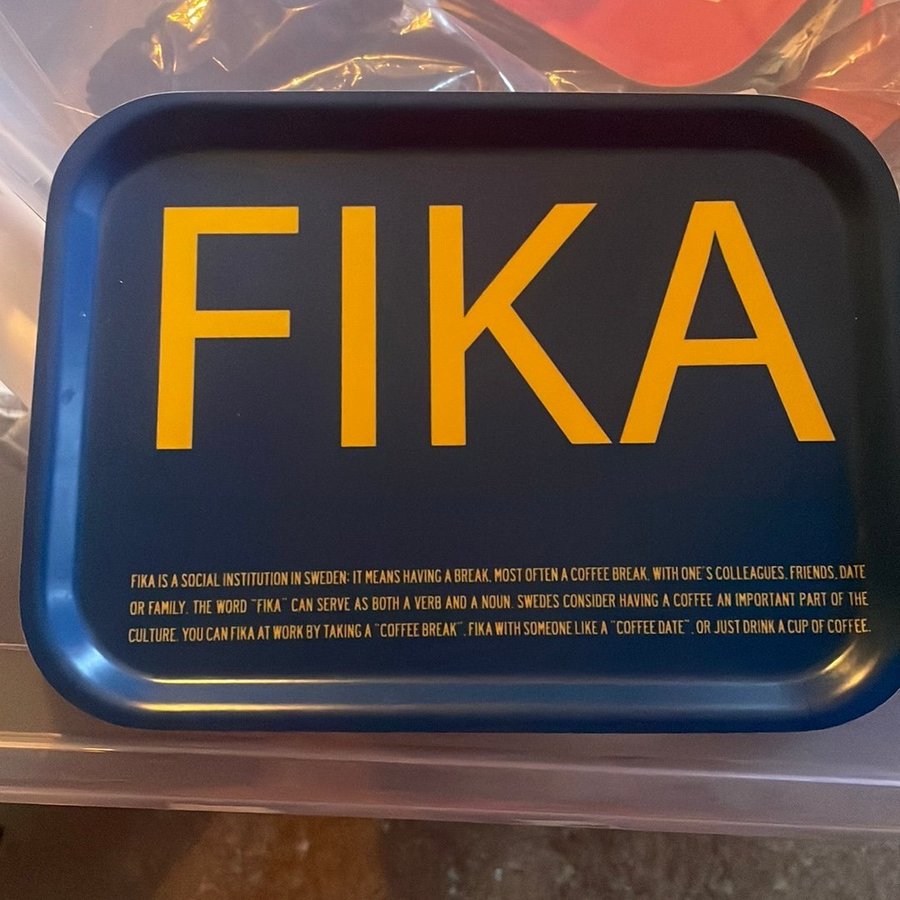 FIKA
FIKA IS A SOCIAL INSTITUTION IN SWEDEN: IT MEANS HAVING A BREAK, MOST OFTEN A COFFEE BREAK, WITH ONE'S COLLEAGUES, FRIENDS, DATE
OR FAMILY. THE WORD "FIKA" CAN SERVE AS BOTH A VERB AND A NOUN. SWEDES CONSIDER HAVING A COFFEE AN IMPORTANT PART OF THE
CULTURE. YOU CAN FIKA AT WORK BY TAKING A "COFFEE BREAK", FIKA WITH SOMEONE LIKE A "COFFEE DATE", OR JUST DRINK A CUP OF COFFEE.